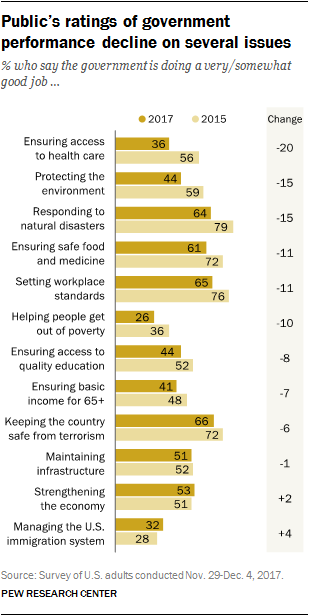 Public's ratings of government
performance decline on several issues
% who say the government is doing a very/somewhat
good job ...
2017 2015 Change
Ensuring access
to health care
36
56
-20
Protecting the
environment
44
59
-15
Responding to
natural disasters
64
79
-15
Ensuring safe food
and medicine
61
72
-11
Setting workplace
standards
65
76
-11
Helping people get
out of poverty
26
36
-10
Ensuring access to
quality education
44
52
-8
Ensuring basic
income for 65+
41
48
-7
Keeping the country
safe from terrorism
66
72
-6
Maintaining
infrastructure
51
52
-1
Strengthening
the economy
53
51
+2
Managing the U.S.
immigration system
32
28
+4
Source: Survey of U.S. adults conducted Nov. 29-Dec. 4, 2017.
PEW RESEARCH CENTER